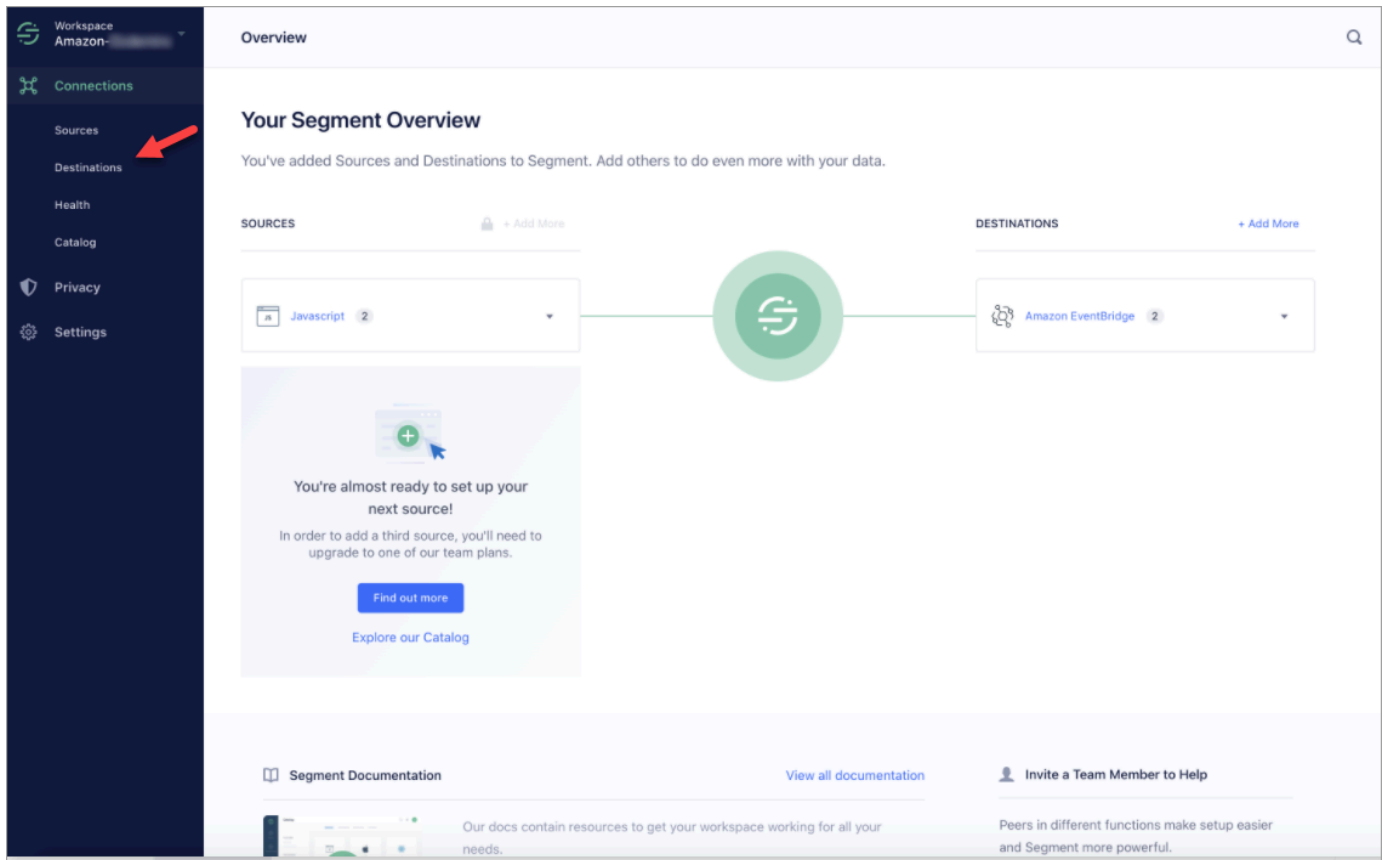 Workspace
Amazon-
Overview
Connections
Sources
Destinations
Health
Catalog
Privacy
Settings
Your Segment Overview
You've added Sources and Destinations to Segment. Add others to do even more with your data.
SOURCES
+ Add More
DESTINATIONS
+ Add More
JS
Javascript 2
Amazon EventBridge 2
You're almost ready to set up your
next source!
In order to add a third source, you'll need to
upgrade to one of our team plans.
Find out more
Explore our Catalog
Segment Documentation
View all documentation
Invite a Team Member to Help
Our docs contain resources to get your workspace working for all your
needs.
Peers in different functions make setup easier
and Segment more powerful.